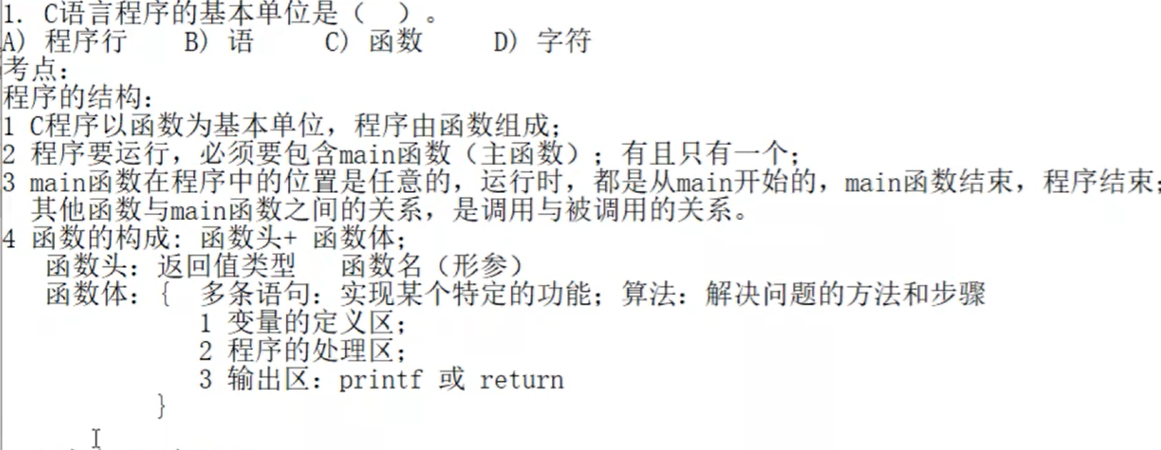 1. C语言程序的基本单位是（  ）。
A) 程序行    B) 语      C) 函数     D) 字符
考点：
程序的结构：
1 C程序以函数为基本单位，程序由函数组成；
2 程序要运行，必须要包含main函数（主函数）；有且只有一个；
3 main函数在程序中的位置是任意的，运行时，都是从main开始的，main函数结束，程序结束；
其他函数与main函数之间的关系，是调用与被调用的关系。
4 函数的构成: 函数头+ 函数体；
函数头：返回值类型   函数名（形参）
函数体：{  多条语句：实现某个特定的功能；算法：解决问题的方法和步骤
1 变量的定义区；
2 程序的处理区；
3 输出区：printf 或 return
}